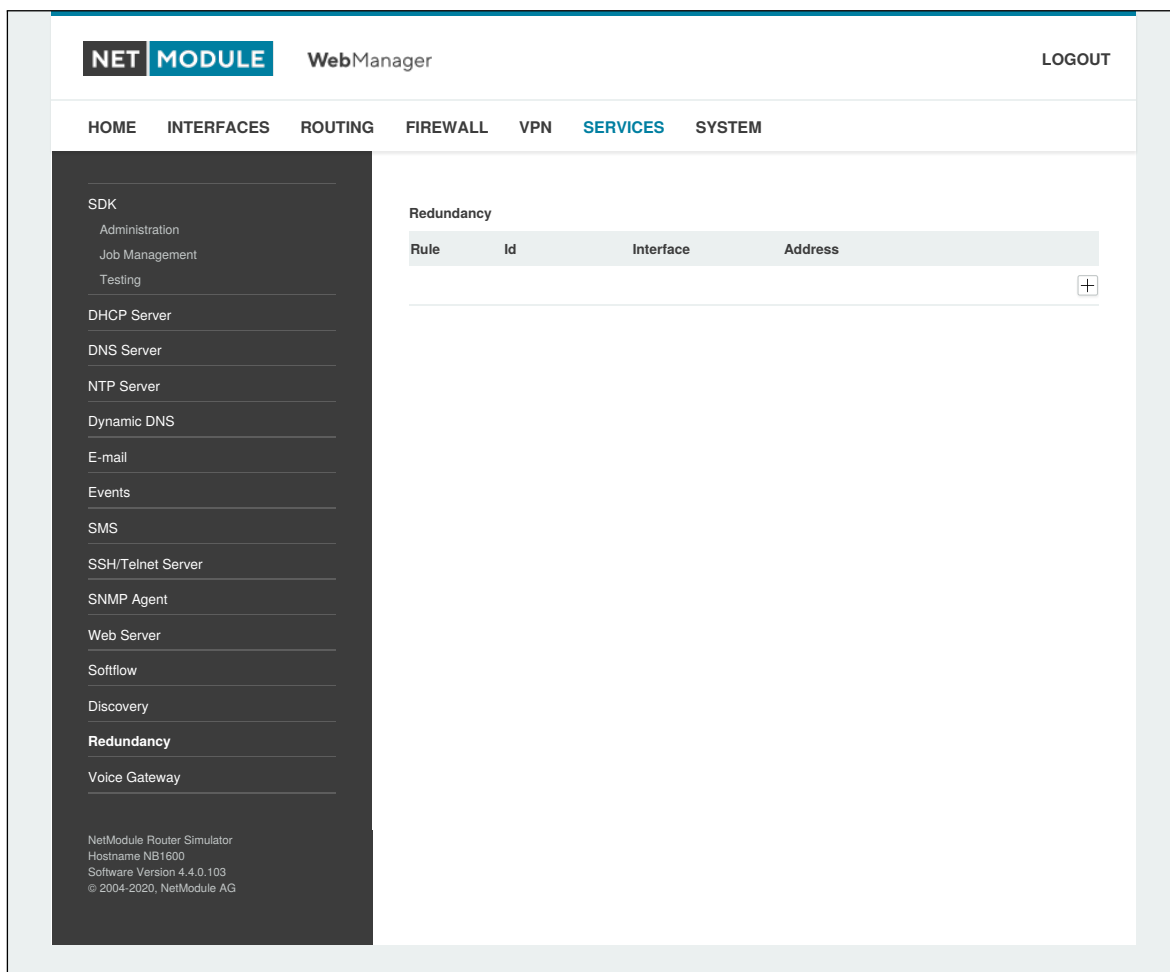 NET MODULE WebManager LOGOUT
HOME INTERFACES ROUTING FIREWALL VPN SERVICES SYSTEM
SDK
Administration
Job Management
Testing
DHCP Server
DNS Server
NTP Server
Dynamic DNS
E-mail
Events
SMS
SSH/Telnet Server
SNMP Agent
Web Server
Softflow
Discovery
Redundancy
Voice Gateway
NetModule Router Simulator
Hostname NB1600
Software Version 4.4.0.103
© 2004-2020, NetModule AG
Redundancy
Rule Id Interface Address